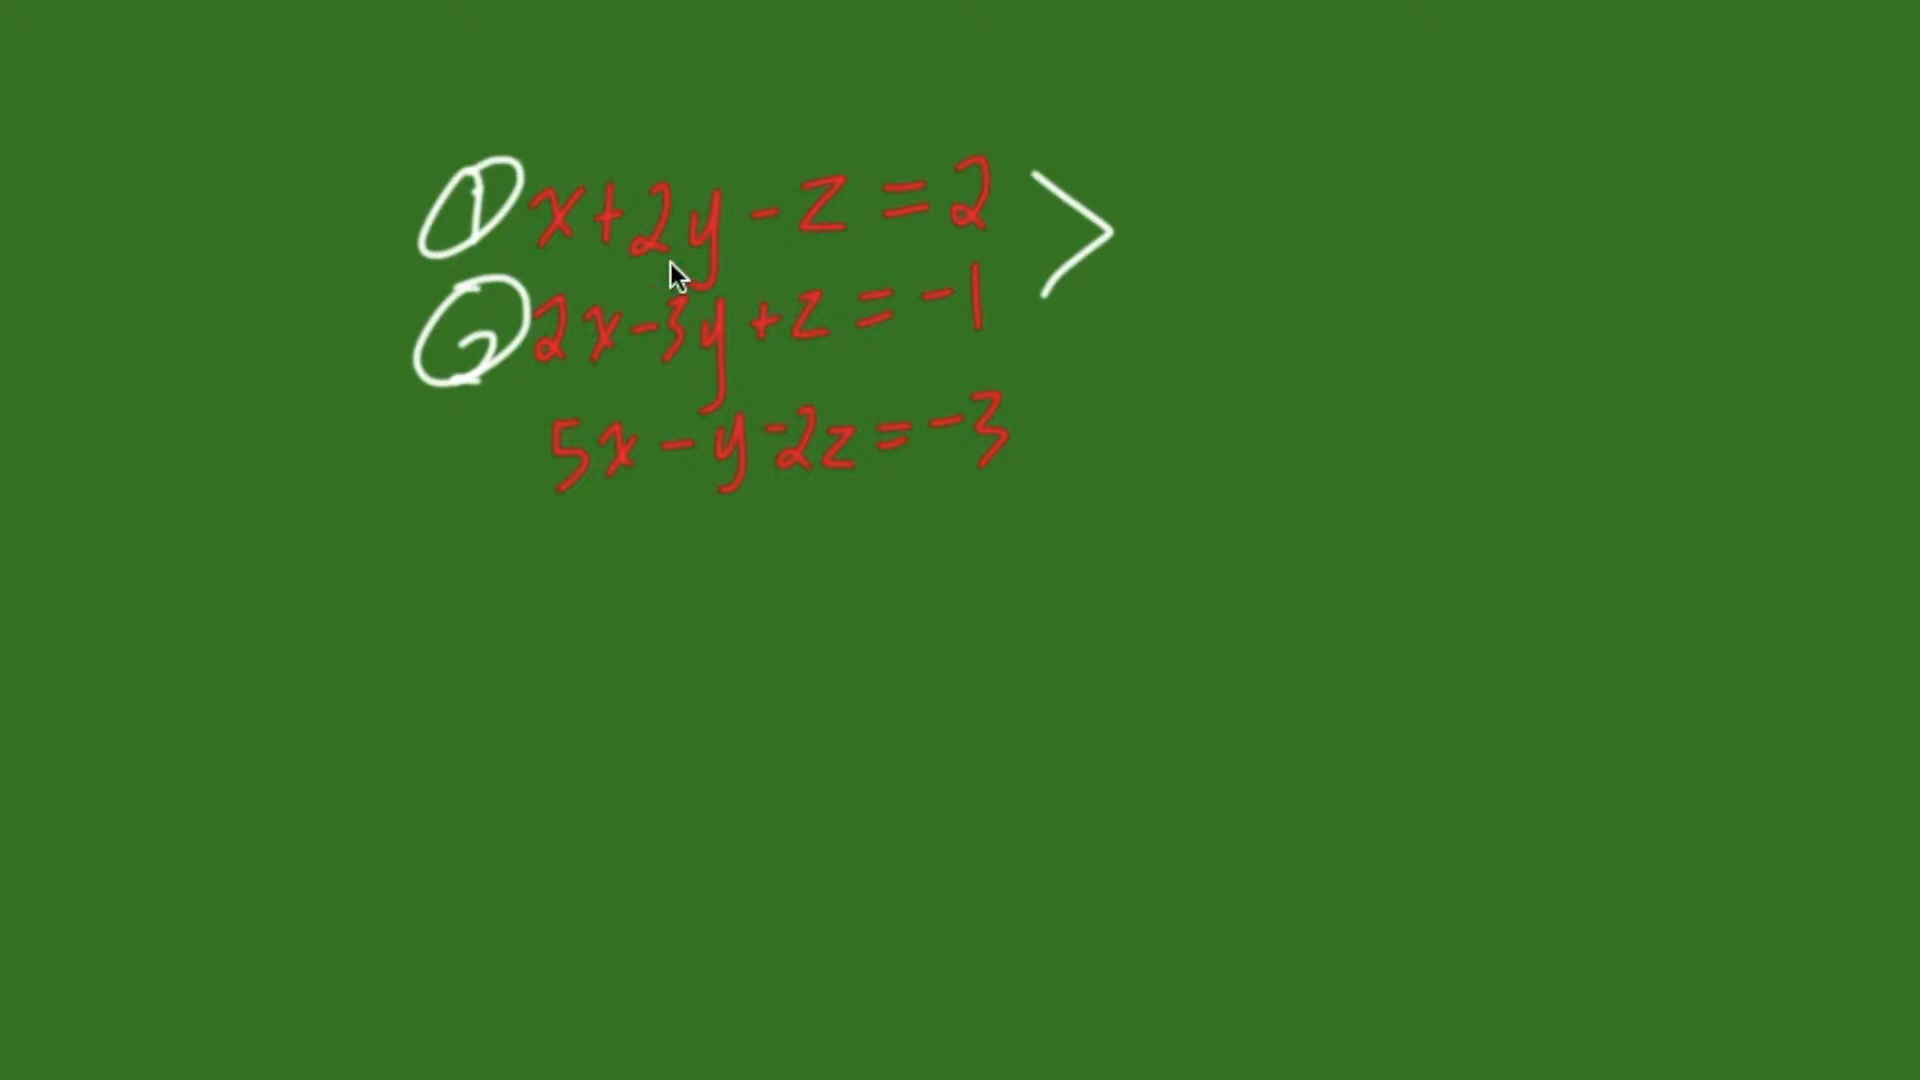 ① x+2y-z=2
② 2x-3y+z=-1
5x-y-2z=-3